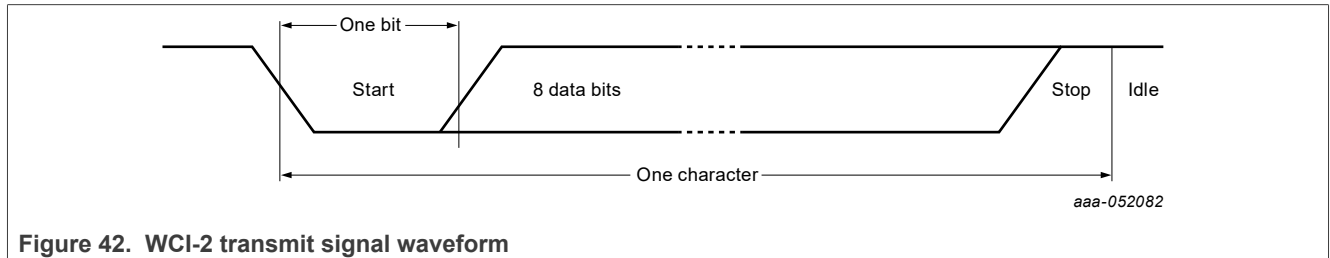 One bit
Start
8 data bits
Stop
Idle
One character
aaa-052082
Figure 42. WCI-2 transmit signal waveform